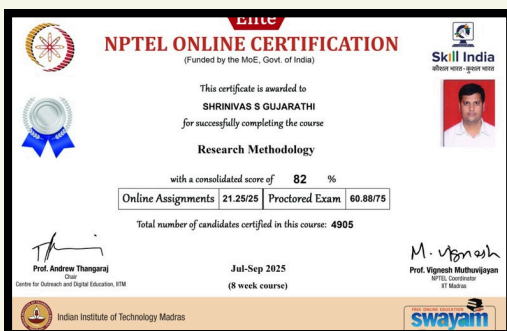 Elite
NPTEL ONLINE CERTIFICATION
(Funded by the MoE, Govt. of India)
Skill India
कौशल भारत - कुशल भारत
This certificate is awarded to
SHRINIVAS S GUJARATHI
for successfully completing the course
Research Methodology
with a consolidated score of 82 %
Online Assignments 21.25/25 Proctored Exam 60.88/75
Total number of candidates certified in this course: 4905
M. Vignesh
Prof. Andrew Thangaraj
Chair
Centre for Outreach and Digital Education, IITM
Jul-Sep 2025
(8 week course)
Prof. Vignesh Muthuvijayan
NPTEL Coordinator
IIT Madras
Indian Institute of Technology Madras
FREE ONLINE EDUCATION
swayam